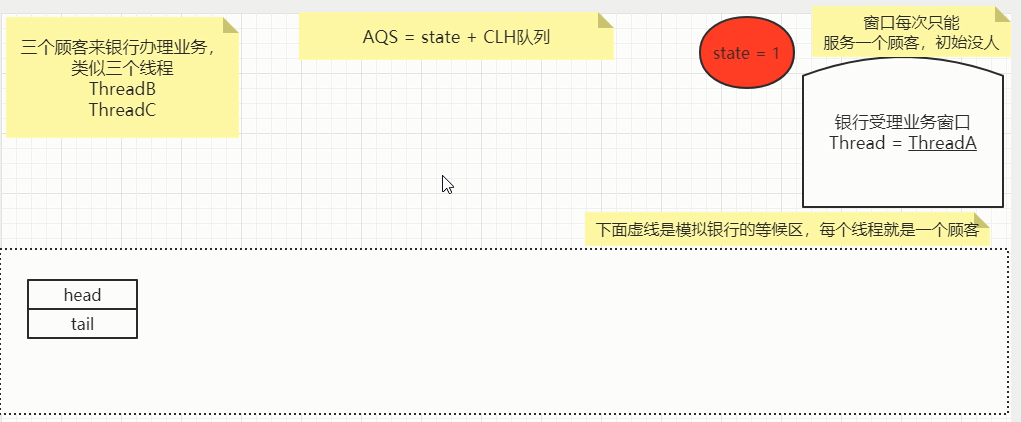 三个顾客来银行办理业务，
类似三个线程
ThreadB
ThreadC
AQS = state + CLH队列
state = 1
窗口每次只能
服务一个顾客，初始没人
银行受理业务窗口
Thread = ThreadA
下面虚线是模拟银行的等候区，每个线程就是一个顾客
head
tail